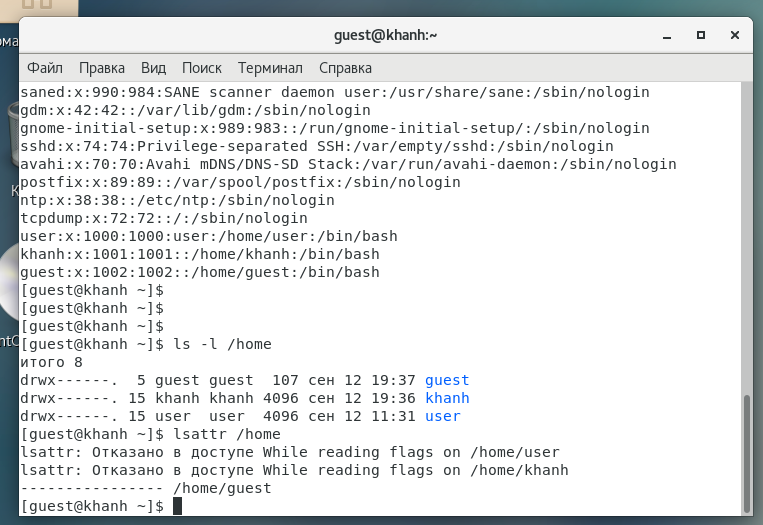 guest@khanh:~
Файл Правка Вид Поиск Терминал Справка
saned:x:990:984:SANE scanner daemon user:/usr/share/sane:/sbin/nologin
gdm:x:42:42::/var/lib/gdm:/sbin/nologin
gnome-initial-setup:x:989:983::/run/gnome-initial-setup/:/sbin/nologin
sshd:x:74:74:Privilege-separated SSH:/var/empty/sshd:/sbin/nologin
avahi:x:70:70:Avahi mDNS/DNS-SD Stack:/var/run/avahi-daemon:/sbin/nologin
postfix:x:89:89::/var/spool/postfix:/sbin/nologin
ntp:x:38:38::/etc/ntp:/sbin/nologin
tcpdump:x:72:72::/:/sbin/nologin
user:x:1000:1000:user:/home/user:/bin/bash
khanh:x:1001:1001::/home/khanh:/bin/bash
guest:x:1002:1002::/home/guest:/bin/bash
[guest@khanh ~]$
[guest@khanh ~]$
[guest@khanh ~]$
[guest@khanh ~]$ ls -l /home
итого 8
drwx------.  5 guest guest  107 сен 12 19:37 guest
drwx------. 15 khanh khanh 4096 сен 12 19:36 khanh
drwx------. 15 user  user  4096 сен 12 11:31 user
[guest@khanh ~]$ lsattr /home
lsattr: Отказано в доступе While reading flags on /home/user
lsattr: Отказано в доступе While reading flags on /home/khanh
---------------- /home/guest
[guest@khanh ~]$